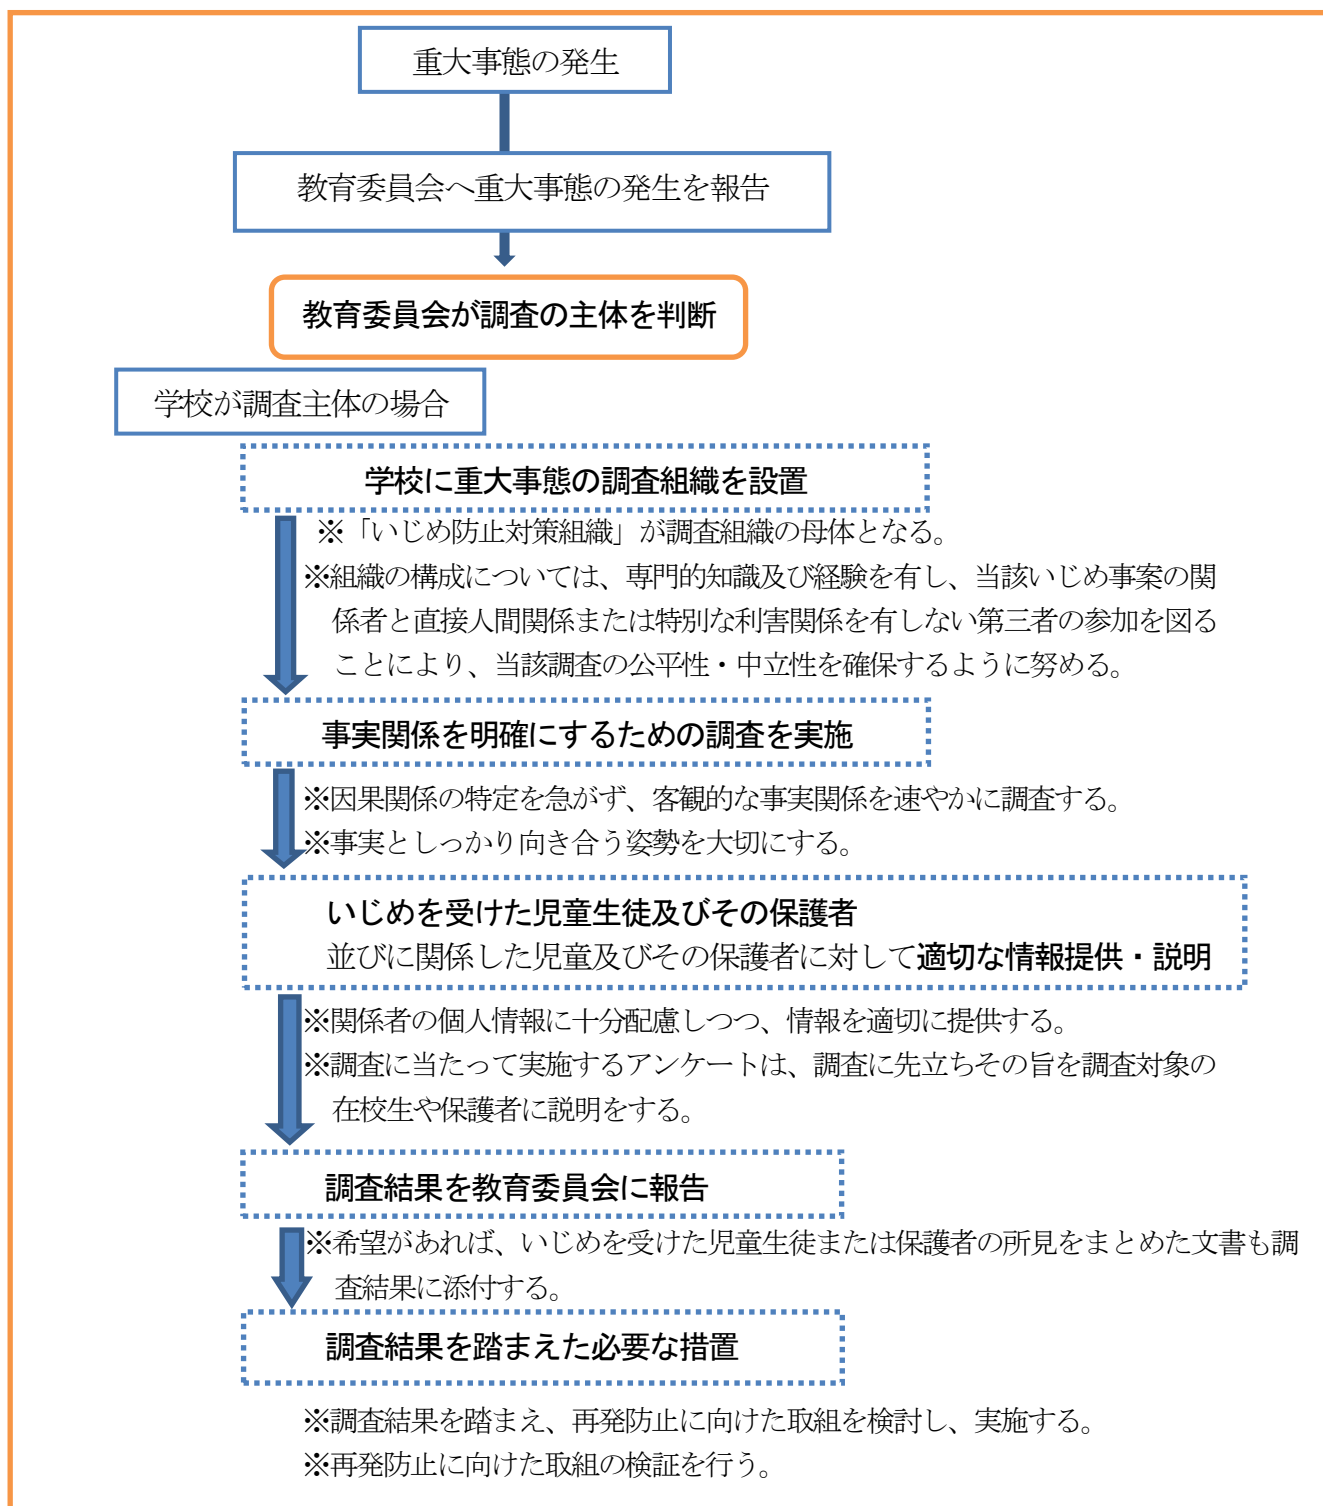 重大事態の発生
教育委員会へ重大事態の発生を報告
教育委員会が調査の主体を判断
学校が調査主体の場合
学校に重大事態の調査組織を設置
※「いじめ防止対策組織」が調査組織の母体となる。
※組織の構成については、専門的知識及び経験を有し、当該いじめ事案の関
係者と直接人間関係または特別な利害関係を有しない第三者の参加を図る
ことにより、当該調査の公平性・中立性を確保するように努める。
事実関係を明確にするための調査を実施
※因果関係の特定を急がず、客観的な事実関係を速やかに調査する。
※事実としっかり向き合う姿勢を大切にする。
いじめを受けた児童生徒及びその保護者
並びに関係した児童及びその保護者に対して適切な情報提供・説明
※関係者の個人情報に十分配慮しつつ、情報を適切に提供する。
※調査に当たって実施するアンケートは、調査に先立ちその旨を調査対象の
在校生や保護者に説明をする。
調査結果を教育委員会に報告
※希望があれば、いじめを受けた児童生徒または保護者の所見をまとめた文書も調
査結果に添付する。
調査結果を踏まえた必要な措置
※調査結果を踏まえ、再発防止に向けた取組を検討し、実施する。
※再発防止に向けた取組の検証を行う。